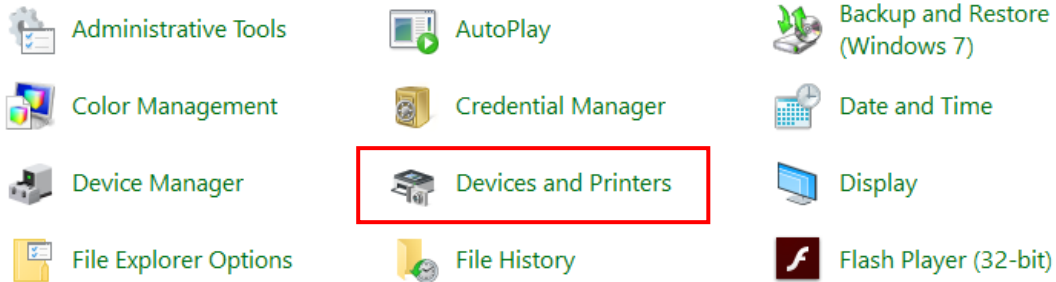 Administrative Tools
AutoPlay
Backup and Restore
(Windows 7)
Color Management
Credential Manager
Date and Time
Device Manager
Devices and Printers
Display
File Explorer Options
File History
Flash Player (32-bit)